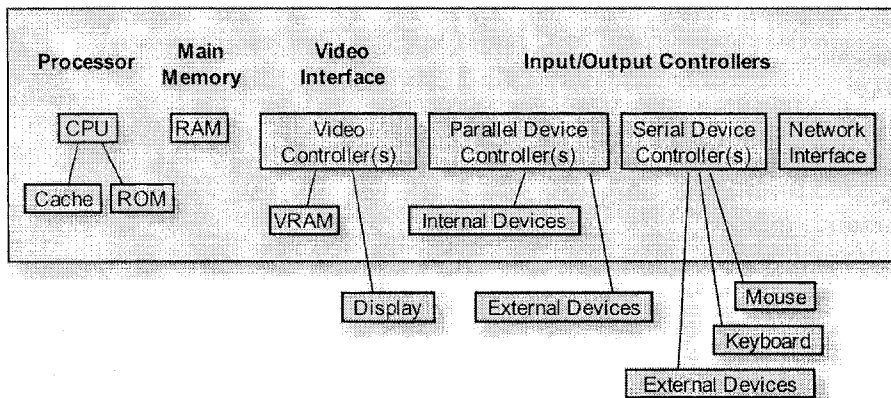 Processor
Main
Memory
Video
Interface
Input/Output Controllers
CPU
RAM
Video
Controller(s)
Parallel Device
Controller(s)
Serial Device
Controller(s)
Network
Interface
Cache
ROM
VRAM
Internal Devices
Display
External Devices
Mouse
Keyboard
External Devices